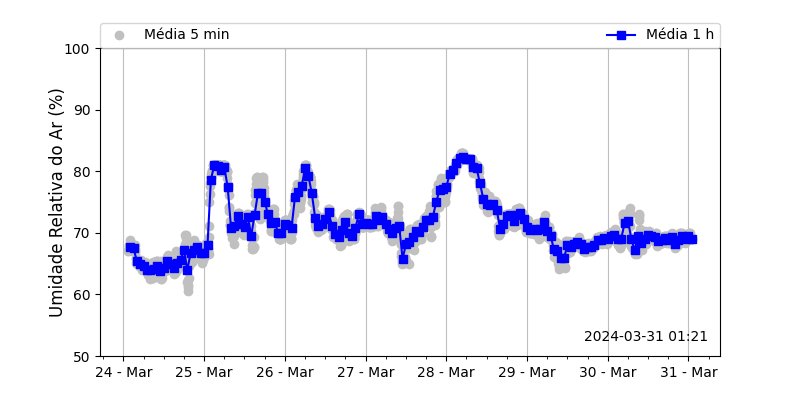 Média 5 min
Média 1 h
Umidade Relativa do Ar (%)
100
90
80
70
60
50
2024-03-31 01:21
24 - Mar
25 - Mar
26 - Mar
27 - Mar
28 - Mar
29 - Mar
30 - Mar
31 - Mar